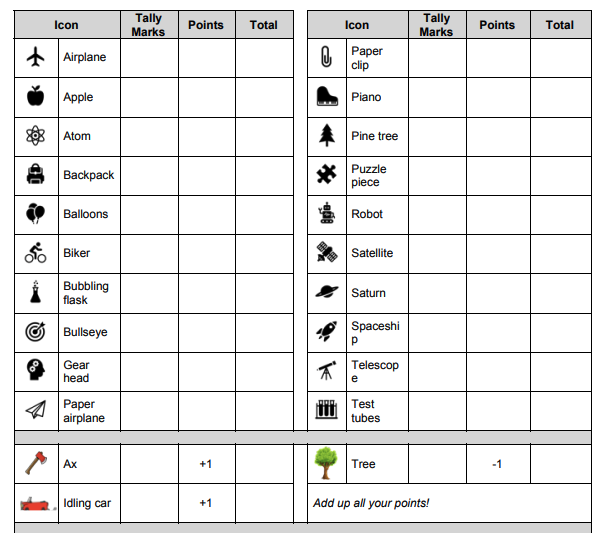 Icon Tally Marks Points Total Icon Tally Marks Points Total
Airplane Paper clip
Apple Piano
Atom Pine tree
Backpack Puzzle piece
Balloons Robot
Biker Satellite
Bubbling flask Saturn
Bullseye Spaceshi p
Gear head Telescop e
Paper airplane Test tubes
Ax +1 Tree -1
Idling car +1 Add up all your points!